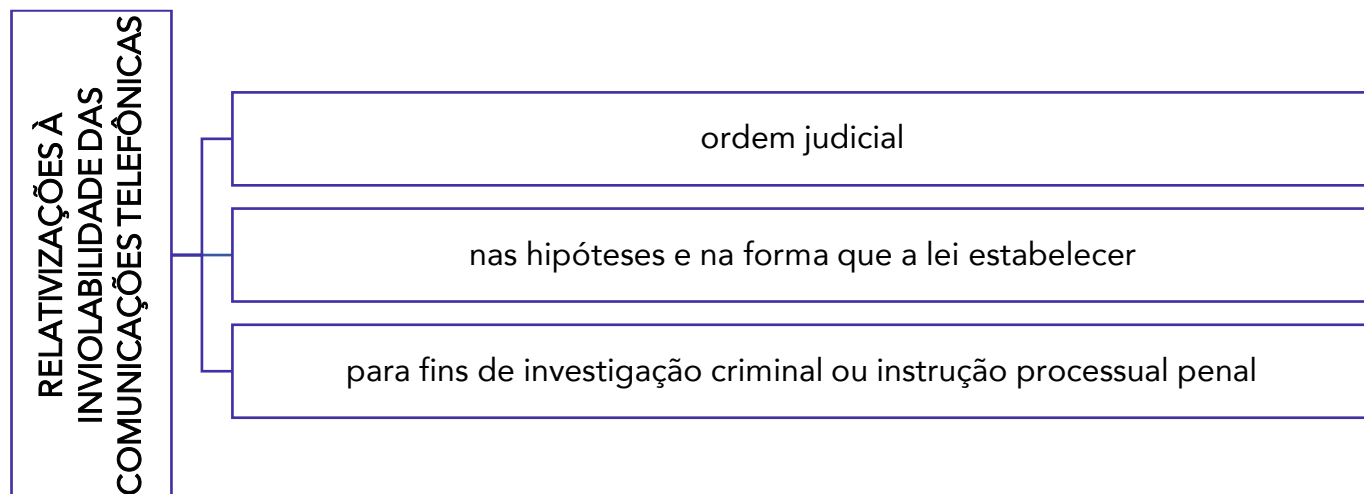 RELATIVIZAÇÕES À
INVIOLABILIDADE DAS
COMUNICAÇÕES TELEFÔNICAS
ordem judicial
nas hipóteses e na forma que a lei estabelecer
para fins de investigação criminal ou instrução processual penal